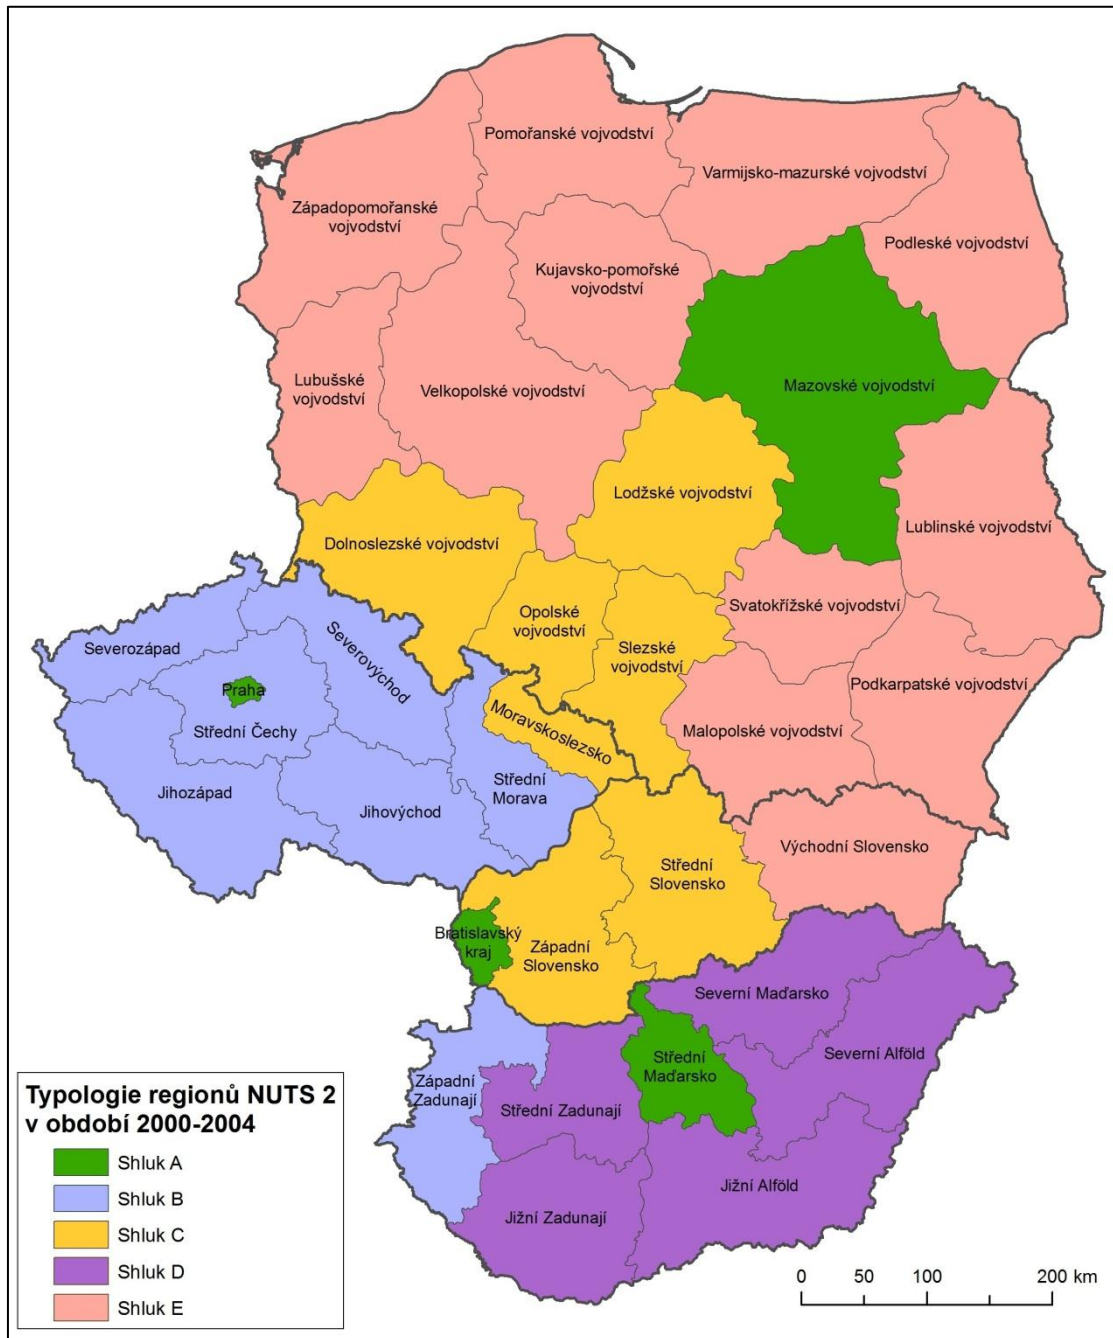 Pomořanské vojvodství
Varmijsko-mazurské vojvodství
Západopomořanské
vojvodství
Podleské vojvodství
Kujavsko-pomořské
vojvodství
Lubušské
vojvodství
Velkopolské vojvodství
Mazovské vojvodství
Lodžské vojvodství
Lublinské vojvodství
Dolnoslezské vojvodství
Opolské
vojvodství
Svatokřížské vojvodství
Slezské
vojvodství
Severozápad
Severovýchod
Podkarpatské vojvodství
Praha
Střední Čechy
Moravskoslezsko
Malopolské vojvodství
Jihozápad
Jihovýchod
Střední
Morava
Východní Slovensko
Střední
Slovensko
Bratislavský
kraj
Západní
Slovensko
Severní Maďarsko
Severní Alföld
Střední
Maďarsko
Západní
Zadunají
Střední Zadunají
Jižní Alföld
Jižní Zadunají
Typologie regionů NUTS 2
v období 2000-2004
Shluk A
Shluk B
Shluk C
Shluk D
Shluk E
0 50 100 200 km